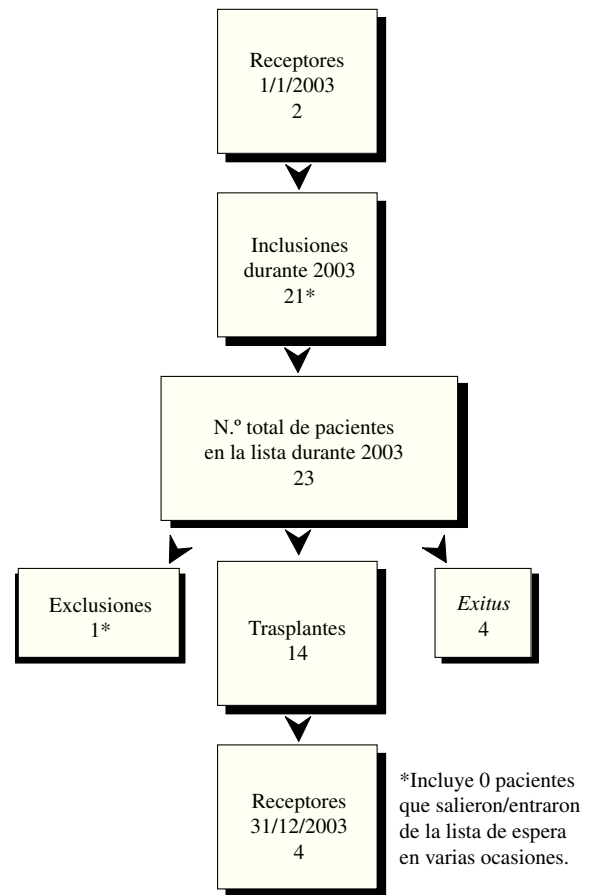 Receptores
1/1/2003
2
Inclusiones
durante 2003
21*
N.º total de pacientes
en la lista durante 2003
23
Exclusiones
1*
Trasplantes
14
Exitus
4
Receptores
31/12/2003
4
*Incluye 0 pacientes
que salieron/entraron
de la lista de espera
en varias ocasiones.